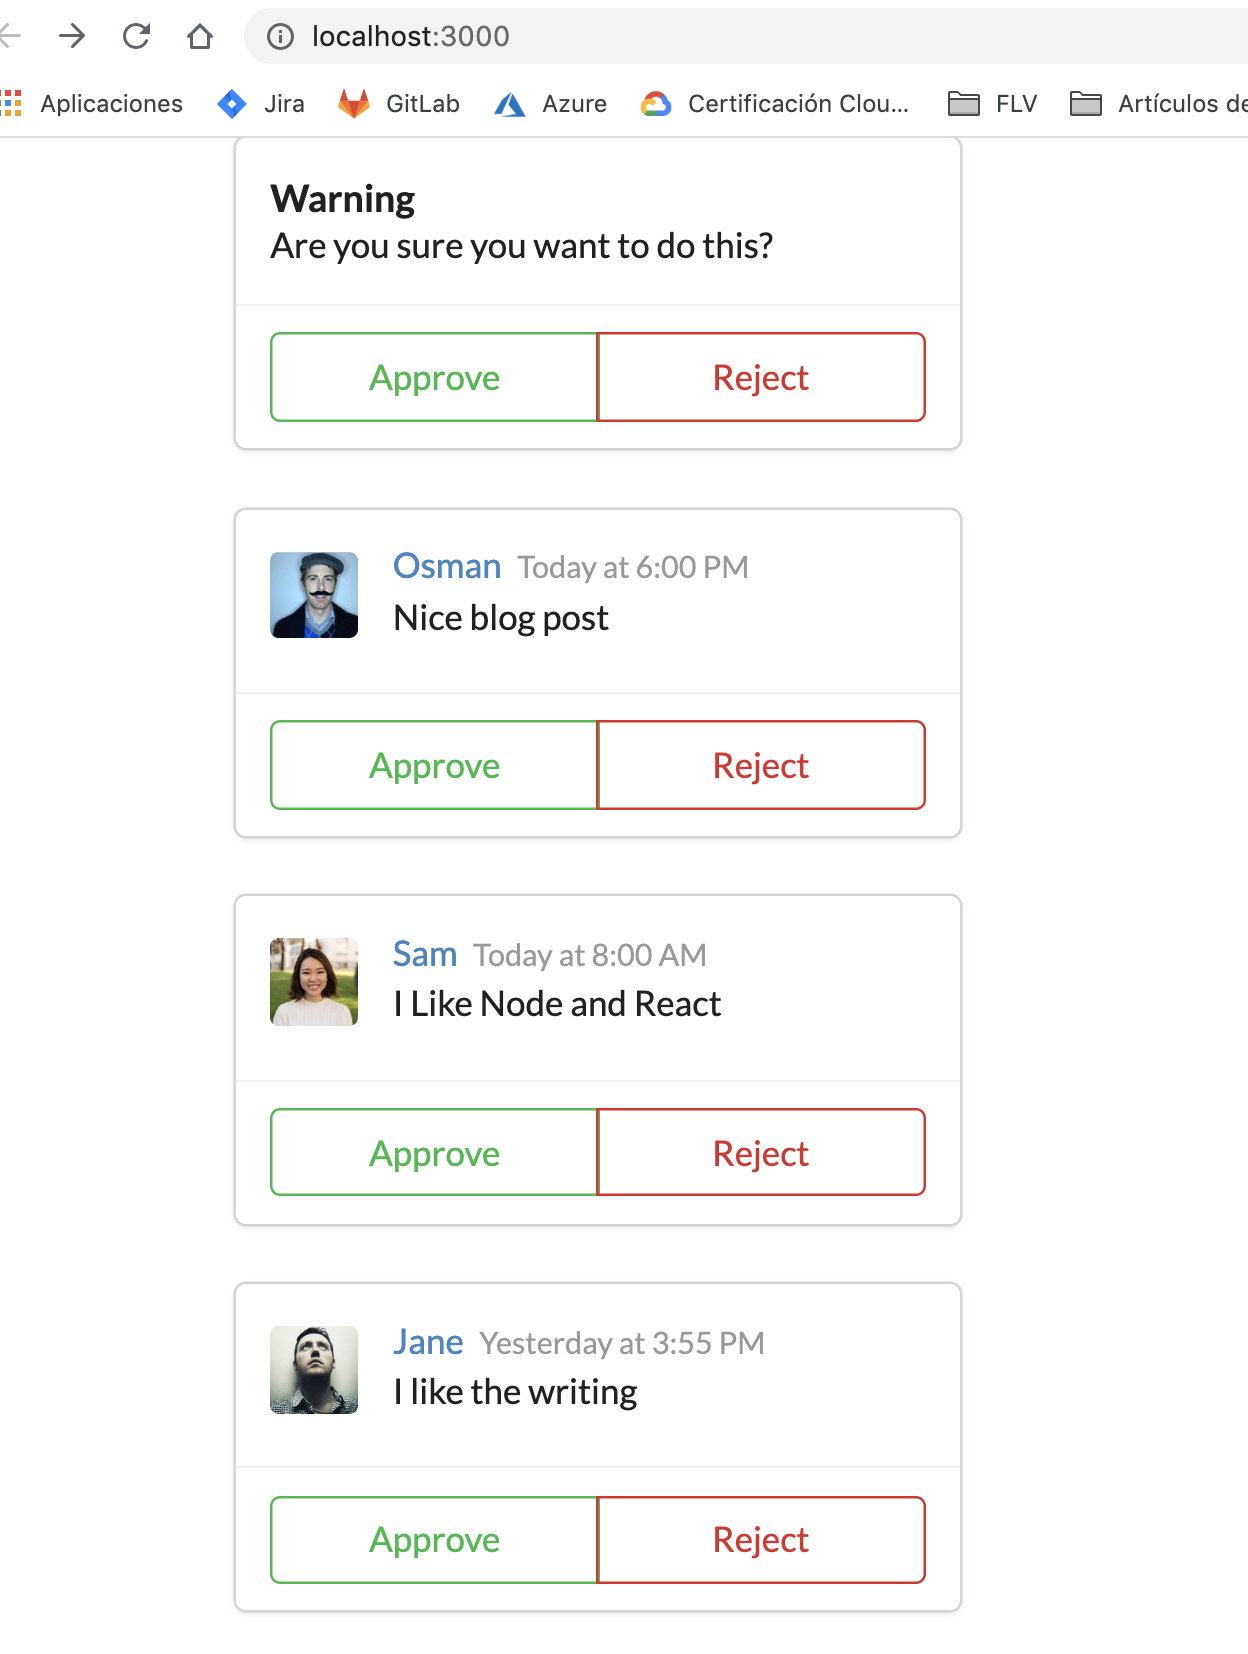 localhost:3000
Aplicaciones Jira GitLab Azure Certificación Clou... FLV Artículos de
Warning
Are you sure you want to do this?
Approve Reject
Osman Today at 6:00 PM
Nice blog post
Approve Reject
Sam Today at 8:00 AM
I Like Node and React
Approve Reject
Jane Yesterday at 3:55 PM
I like the writing
Approve Reject